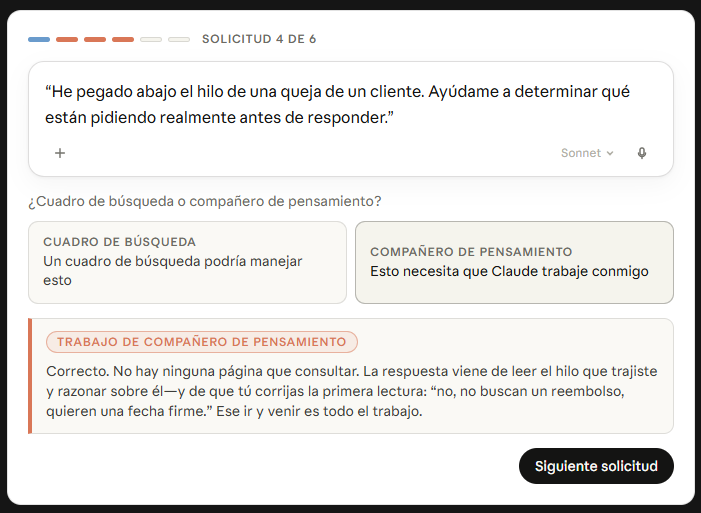 SOLICITUD 4 DE 6
“He pegado abajo el hilo de una queja de un cliente. Ayúdame a determinar qué
están pidiendo realmente antes de responder.”
Sonnet
¿Cuadro de búsqueda o compañero de pensamiento?
CUADRO DE BÚSQUEDA
Un cuadro de búsqueda podría manejar
esto
COMPAÑERO DE PENSAMIENTO
Esto necesita que Claude trabaje conmigo
TRABAJO DE COMPAÑERO DE PENSAMIENTO
Correcto. No hay ninguna página que consultar. La respuesta viene de leer el hilo que trajiste
y razonar sobre él—y de que tú corrijas la primera lectura: “no, no buscan un reembolso,
quieren una fecha firme.” Ese ir y venir es todo el trabajo.
Siguiente solicitud